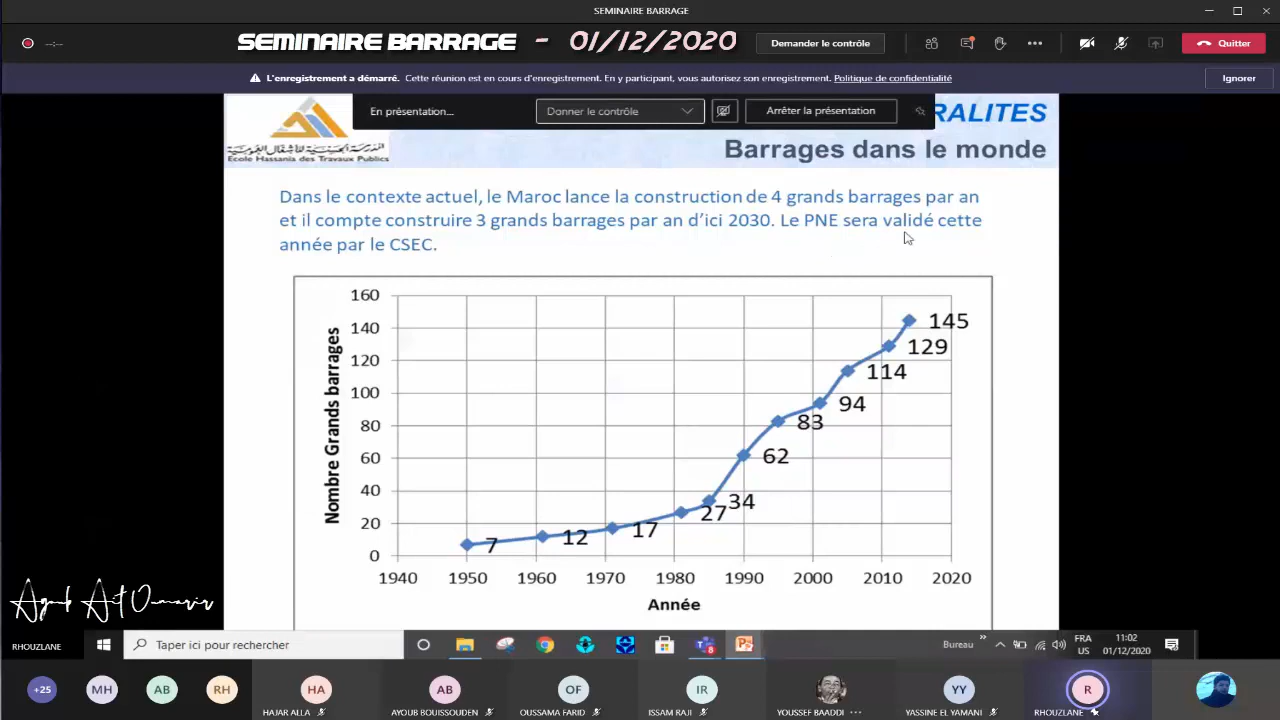 SEMINAIRE BARRAGE
SEMINAIRE BARRAGE - 01/12/2020
Demander le contrôle
Quitter
L'enregistrement a démarré. Cette réunion est en cours d'enregistrement. En y participant, vous autorisez son enregistrement. Politique de confidentialité
Ignorer
En présentation...
Donner le contrôle
Arrêter la présentation
RALITES
المدرسة الحسنية للأشغال العمومية
Ecole Hassania des Travaux Publics
Barrages dans le monde
Dans le contexte actuel, le Maroc lance la construction de 4 grands barrages par an
et il compte construire 3 grands barrages par an d'ici 2030. Le PNE sera validé cette
année par le CSEC.
Nombre Grands barrages
160
140
120
100
80
60
40
20
0
7
12
17
27
34
62
83
94
114
129
145
1940
1950
1960
1970
1980
1990
2000
2010
2020
Année
RHOUZLANE
Taper ici pour rechercher
Bureau
FRA
US
11:02
01/12/2020
+25
MH
AB
RH
HA
HAJAR ALLA
AB
AYOUB BOUISSOUDEN
OF
OUSSAMA FARID
IR
ISSAM RAJI
YOUSSEF BAADDI
YY
YASSINE EL YAMANI
R
RHOUZLANE